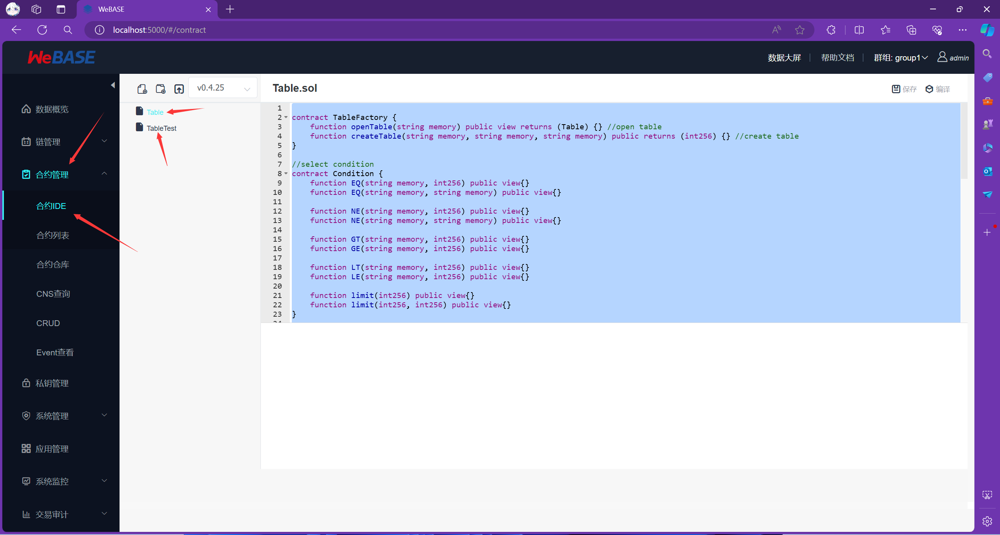 WeBASE
localhost:5000/#/contract
WeBASE
数据大屏
帮助文档
群组: group1
admin
数据概览
链管理
合约管理
合约IDE
合约列表
合约仓库
CNS查询
CRUD
Event查看
私钥管理
系统管理
应用管理
系统监控
交易审计
v0.4.25
Table
TableTest
Table.sol
保存
编译
1
2 contract TableFactory {
3 function openTable(string memory) public view returns (Table) {} //open table
4 function createTable(string memory, string memory, string memory) public returns (int256) {} //create table
5 }
6
7 //select condition
8 contract Condition {
9 function EQ(string memory, int256) public view{}
10 function EQ(string memory, string memory) public view{}
11
12 function NE(string memory, int256) public view{}
13 function NE(string memory, string memory) public view{}
14
15 function GT(string memory, int256) public view{}
16 function GE(string memory, int256) public view{}
17
18 function LT(string memory, int256) public view{}
19 function LE(string memory, int256) public view{}
20
21 function limit(int256) public view{}
22 function limit(int256, int256) public view{}
23 }